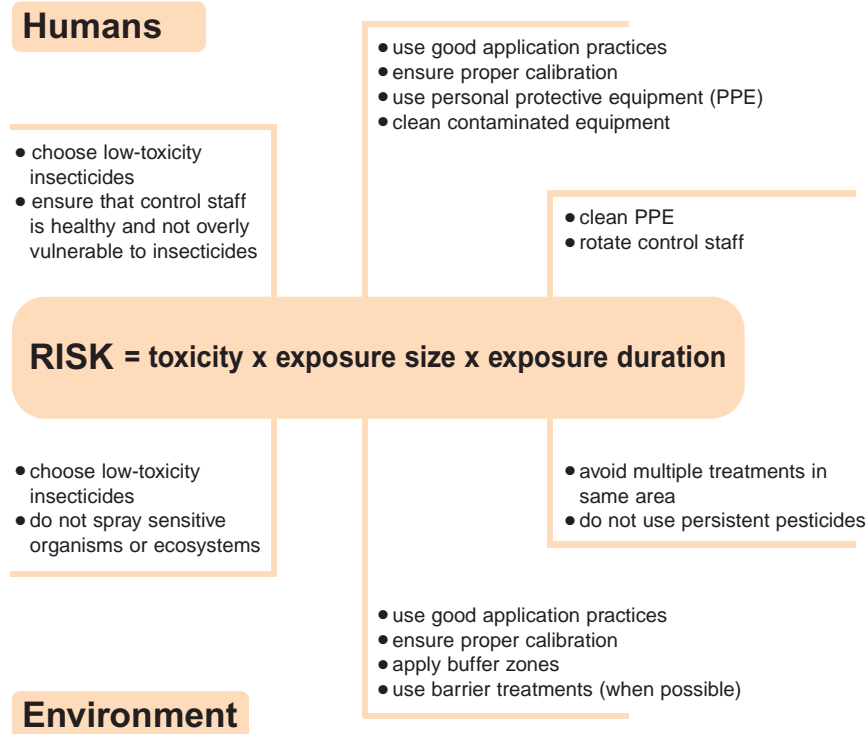 Humans
● use good application practices
● ensure proper calibration
● use personal protective equipment (PPE)
● clean contaminated equipment
● choose low-toxicity
insecticides
● ensure that control staff
is healthy and not overly
vulnerable to insecticides
● clean PPE
● rotate control staff
RISK = toxicity x exposure size x exposure duration
● choose low-toxicity
insecticides
● do not spray sensitive
organisms or ecosystems
● avoid multiple treatments in
same area
● do not use persistent pesticides
● use good application practices
● ensure proper calibration
● apply buffer zones
● use barrier treatments (when possible)
Environment